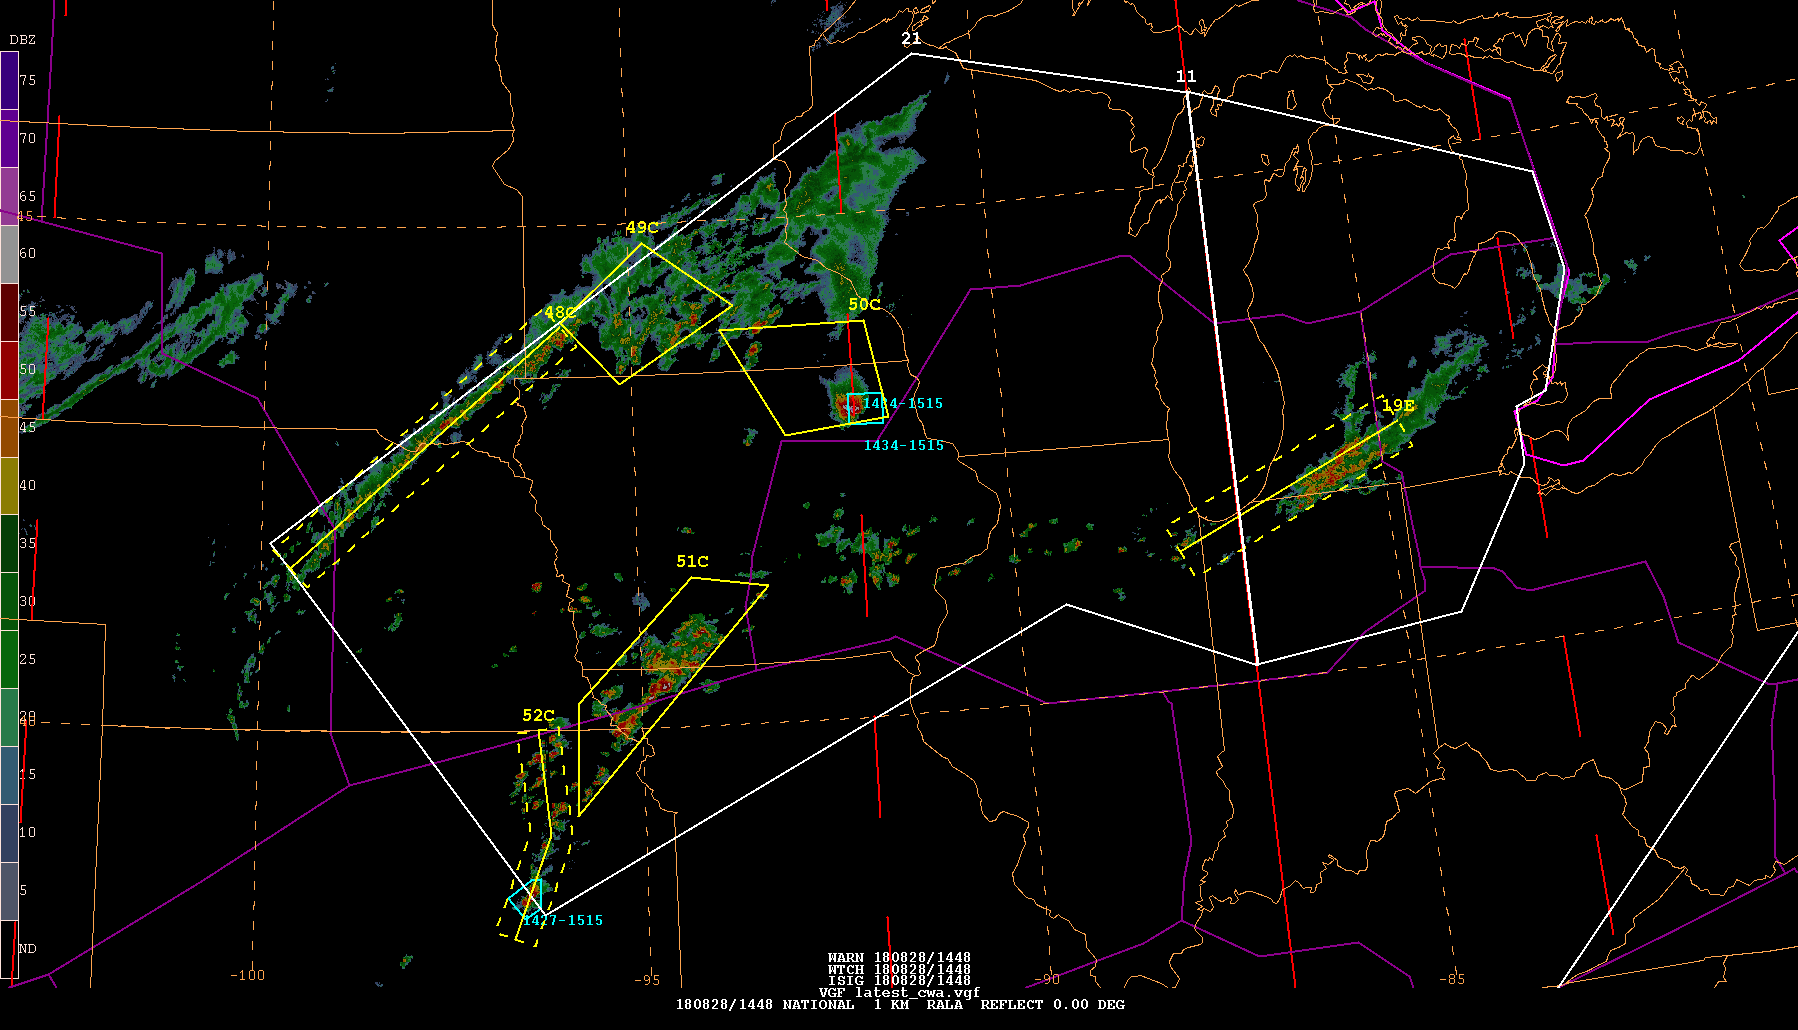 21
DBZ
11
75
70
65
45
60
49C
55
50C
48C
50
1434-1515
19E
45
1434-1515
40
35
51C
30
25
52C
20
15
10
5
1427-1515
ND
-100
-95
-90
-85
WARN 180828/1448
WTCH 180828/1448
ISIG 180828/1448
VGF latest_cwa.vgf
180828/1448 NATIONAL 1 KM RALA REFLECT 0.00 DEG